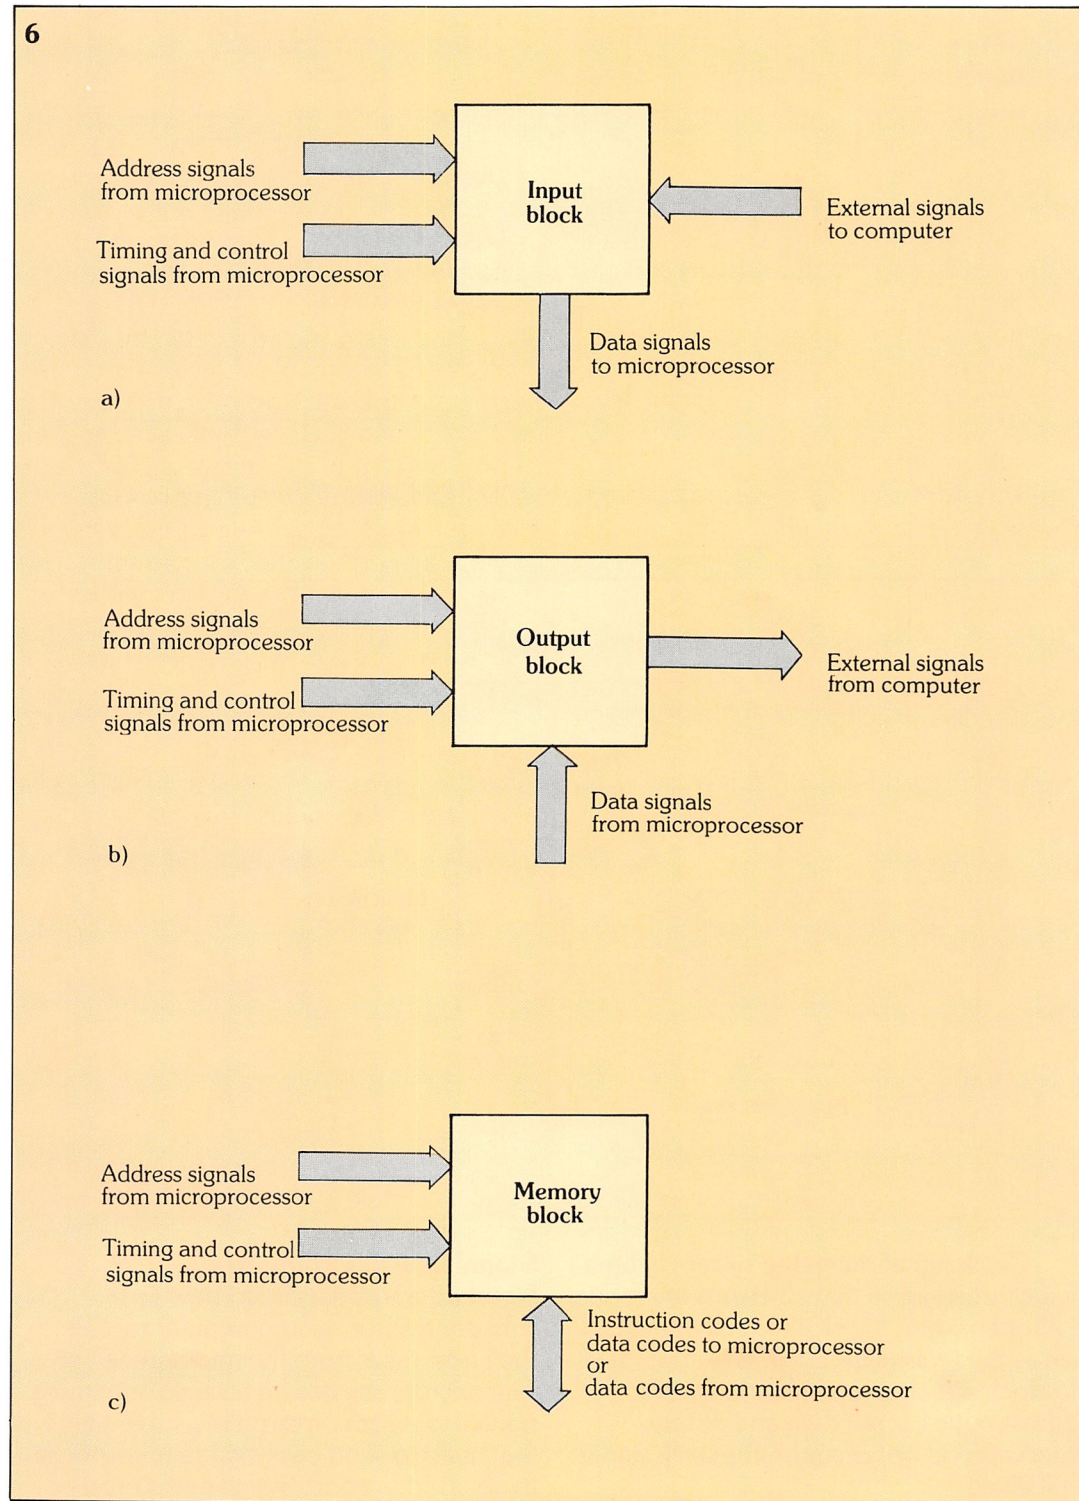 6
Address signals
from microprocessor
Timing and control
signals from microprocessor
Input
block
External signals
to computer
Data signals
to microprocessor
a)
Address signals
from microprocessor
Timing and control
signals from microprocessor
Output
block
External signals
from computer
Data signals
from microprocessor
b)
Address signals
from microprocessor
Timing and control
signals from microprocessor
Memory
block
Instruction codes or
data codes to microprocessor
or
data codes from microprocessor
c)